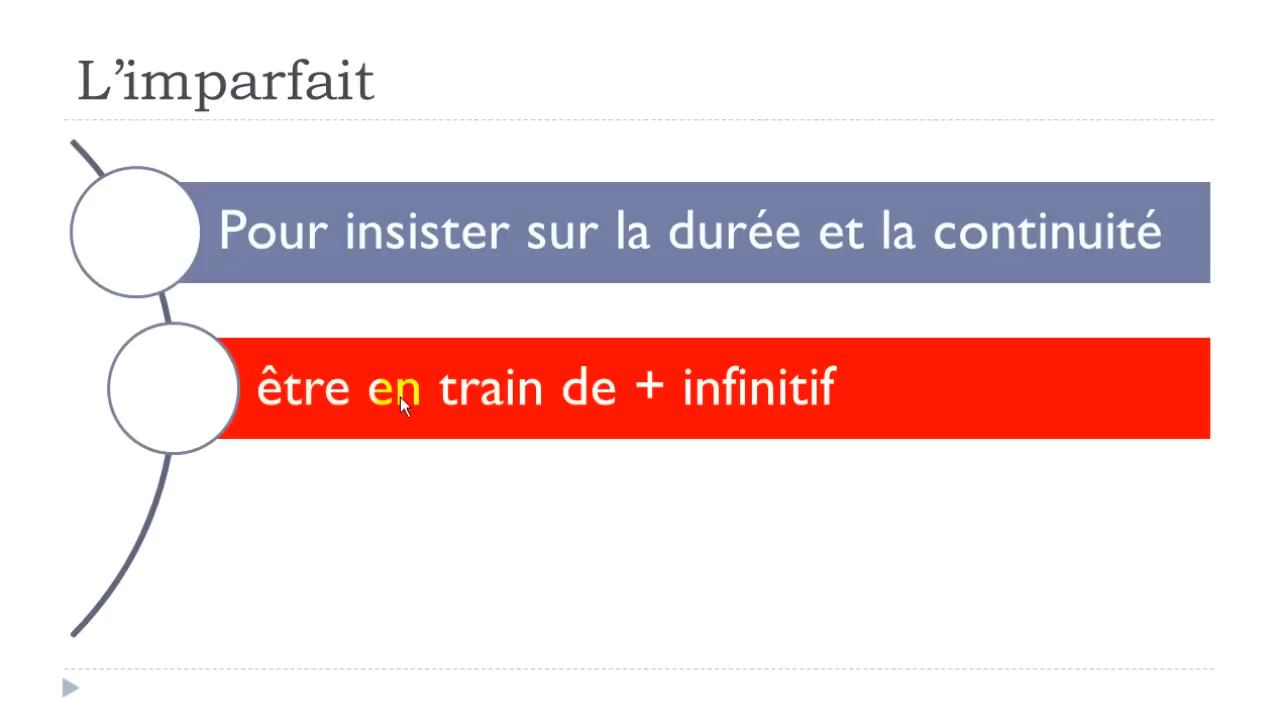 L’imparfait
Pour insister sur la durée et la continuité
être en train de + infinitif